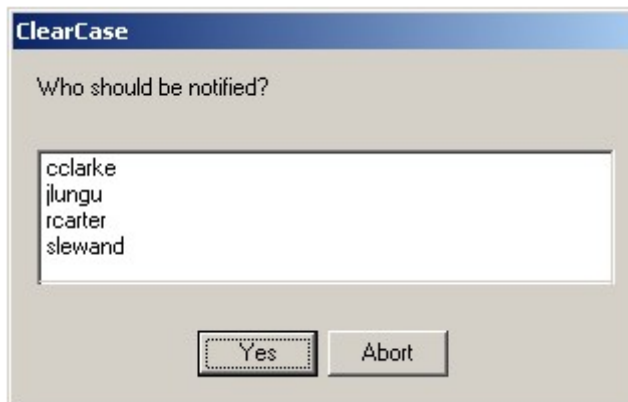 ClearCase
Who should be notified?
cclarke
jlungu
rcarter
slewand
Yes Abort